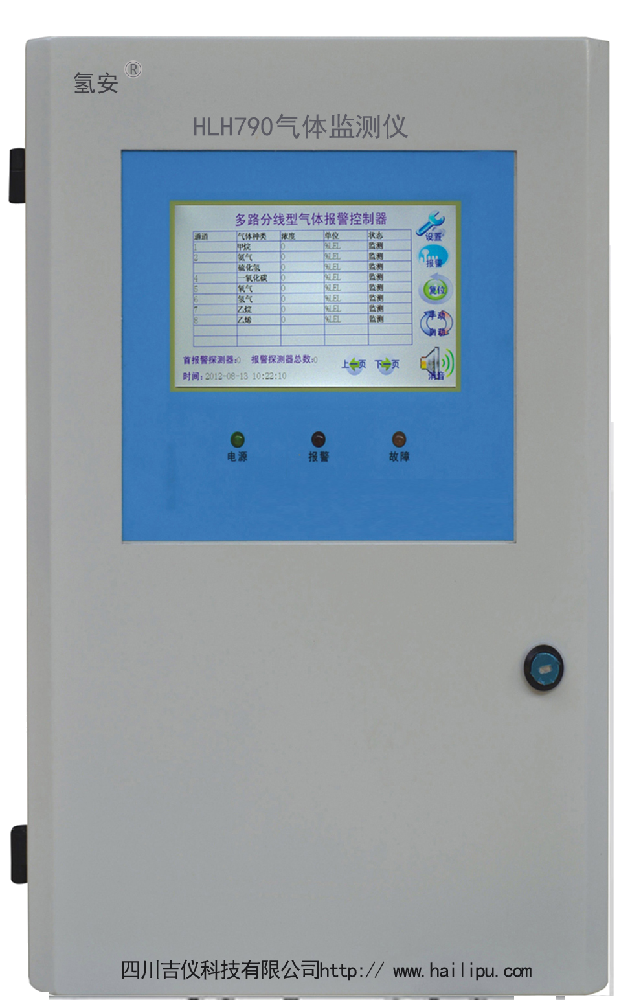 氢安®
HLH790气体监测仪
多路分线型气体报警控制器
通道 气体种类 浓度 单位 状态
1 甲烷 0 %LEL 监测
2 氨气 0 %LEL 监测
硫化氢 0 %LEL 监测
4 一氧化碳 0 %LEL 监测
5 氧气 0 %LEL 监测
6 氢气 0 %LEL 监测
7 乙烷 0 %LEL 监测
8 乙烯 0 %LEL 监测
设置
报警
复位
手动
自动
消音
首报警探测器:0 报警探测器总数:0
上一页 下一页
时间: 2012-08-13 10:22:10
电源 报警 故障
四川吉仪科技有限公司http:// www.hailipu.com